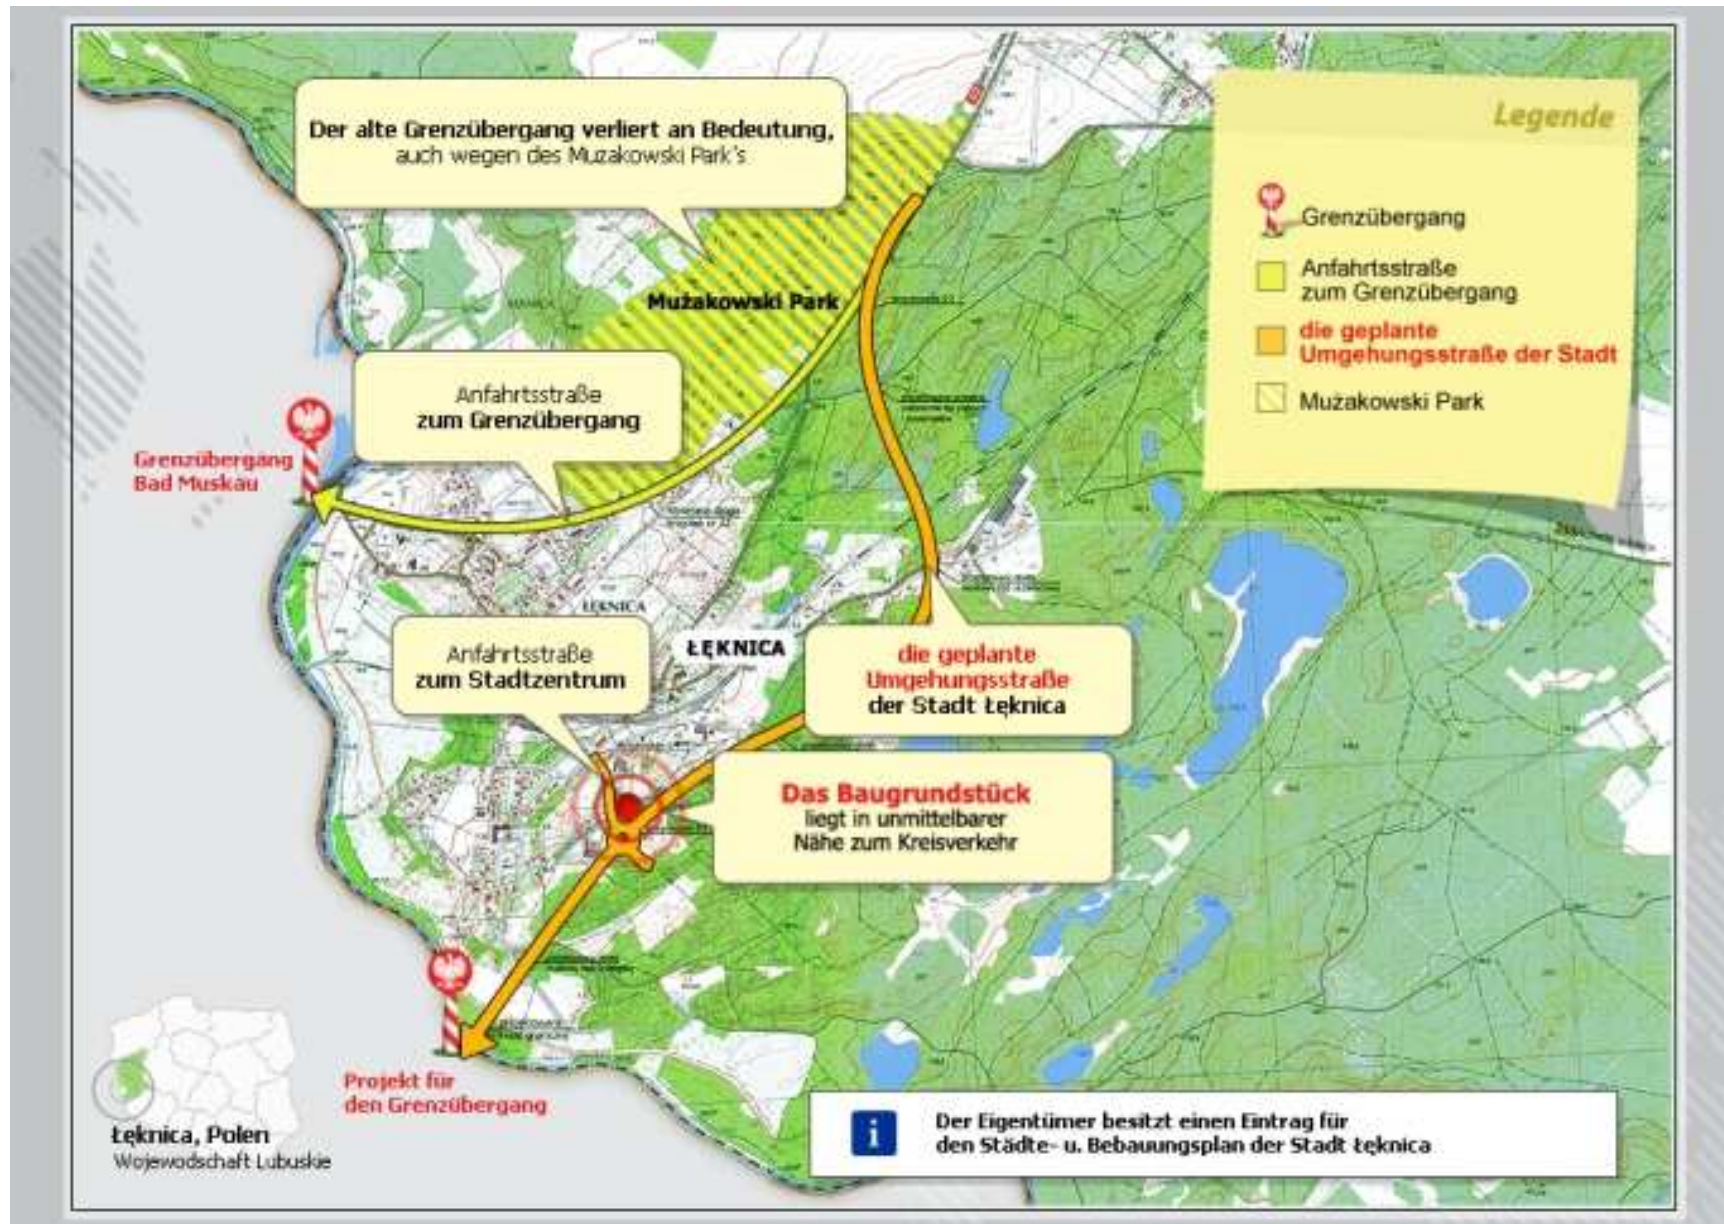 Der alte Grenzübergang verliert an Bedeutung,
auch wegen des Muzakowski Park's
Legende
Grenzübergang
Anfahrtsstraße
zum Grenzübergang
die geplante
Umgehungsstraße der Stadt
Mużakowski Park
Mużakowski Park
Anfahrtsstraße
zum Grenzübergang
Grenzübergang
Bad Muskau
ŁĘKNICA
Anfahrtsstraße
zum Stadtzentrum
ŁĘKNICA
die geplante
Umgehungsstraße
der Stadt Łęknica
Das Baugrundstück
liegt in unmittelbarer
Nähe zum Kreisverkehr
Projekt für
den Grenzübergang
Łęknica, Polen
Wojewodschaft Lubuskie
i
Der Eigentümer besitzt einen Eintrag für
den Städte- u. Bebauungsplan der Stadt Łęknica